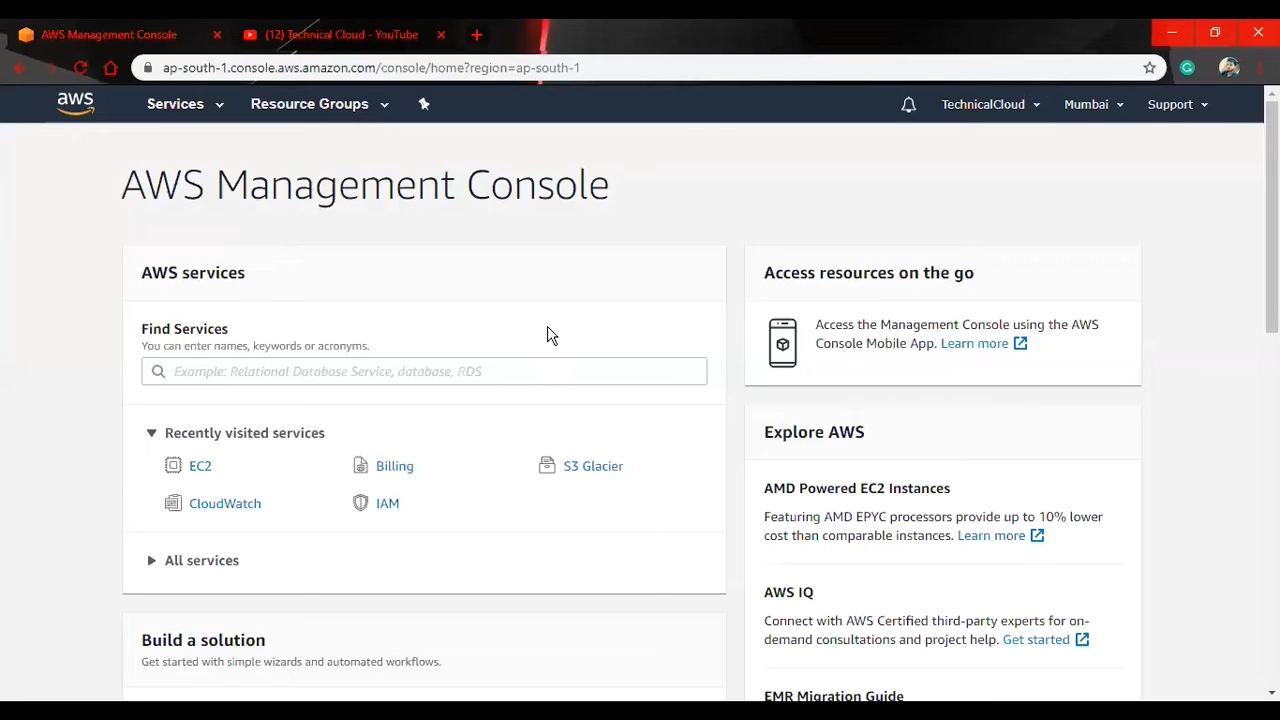 AWS Management Console
(12) Technical Cloud - YouTube
ap-south-1.console.aws.amazon.com/console/home?region=ap-south-1
aws Services Resource Groups TechnicalCloud Mumbai Support
AWS Management Console
AWS services
Find Services
You can enter names, keywords or acronyms.
Example: Relational Database Service, database, RDS
Recently visited services
EC2 Billing S3 Glacier
CloudWatch IAM
All services
Build a solution
Get started with simple wizards and automated workflows.
Access resources on the go
Access the Management Console using the AWS
Console Mobile App. Learn more
Explore AWS
AMD Powered EC2 Instances
Featuring AMD EPYC processors provide up to 10% lower
cost than comparable instances. Learn more
AWS IQ
Connect with AWS Certified third-party experts for on-
demand consultations and project help. Get started
EMR Migration Guide